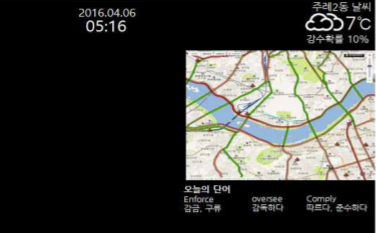 2016.04.06
05:16
주례2동 날씨
7℃
강수확률 10%
오늘의 단어
Enforce oversee Comply
감금, 구류 감독하다 따르다, 준수하다